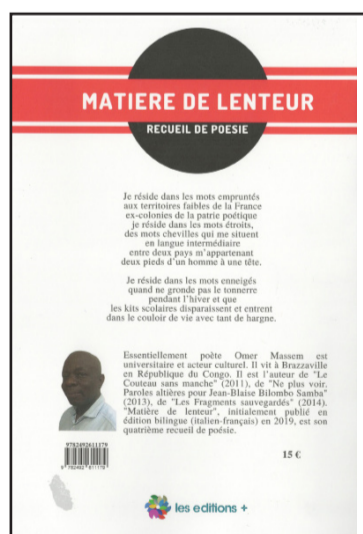 MATIERE DE LENTEUR
RECUEIL DE POESIE
Je réside dans les mots empruntés
aux territoires faibles de la France
ex-colonies de la patrie poétique
je réside dans les mots étroits,
des mots chevilles qui me situent
en langue intermédiaire
entre deux pays m'appartenant
deux pieds d'un homme à une tête.
Je réside dans les mots enneigés
quand ne gronde pas le tonnerre
pendant l'hiver et que
les kits scolaires disparaissent et entrent
dans le couloir de vie avec tant de hargne.
Essentiellement poète Omer Massem est
universitaire et acteur culturel. Il vit à Brazzaville
en République du Congo. Il est l'auteur de "Le
Couteau sans manche" (2011), de "Ne plus voir.
Paroles altières pour Jean-Blaise Bilombo Samba"
(2013), de "Les Fragments sauvegardés" (2014).
"Matière de lenteur", initialement publié en
édition bilingue (italien-français) en 2019, est son
quatrième recueil de poésie.
9782492611179
9 782492 611179
15 €
les editions +